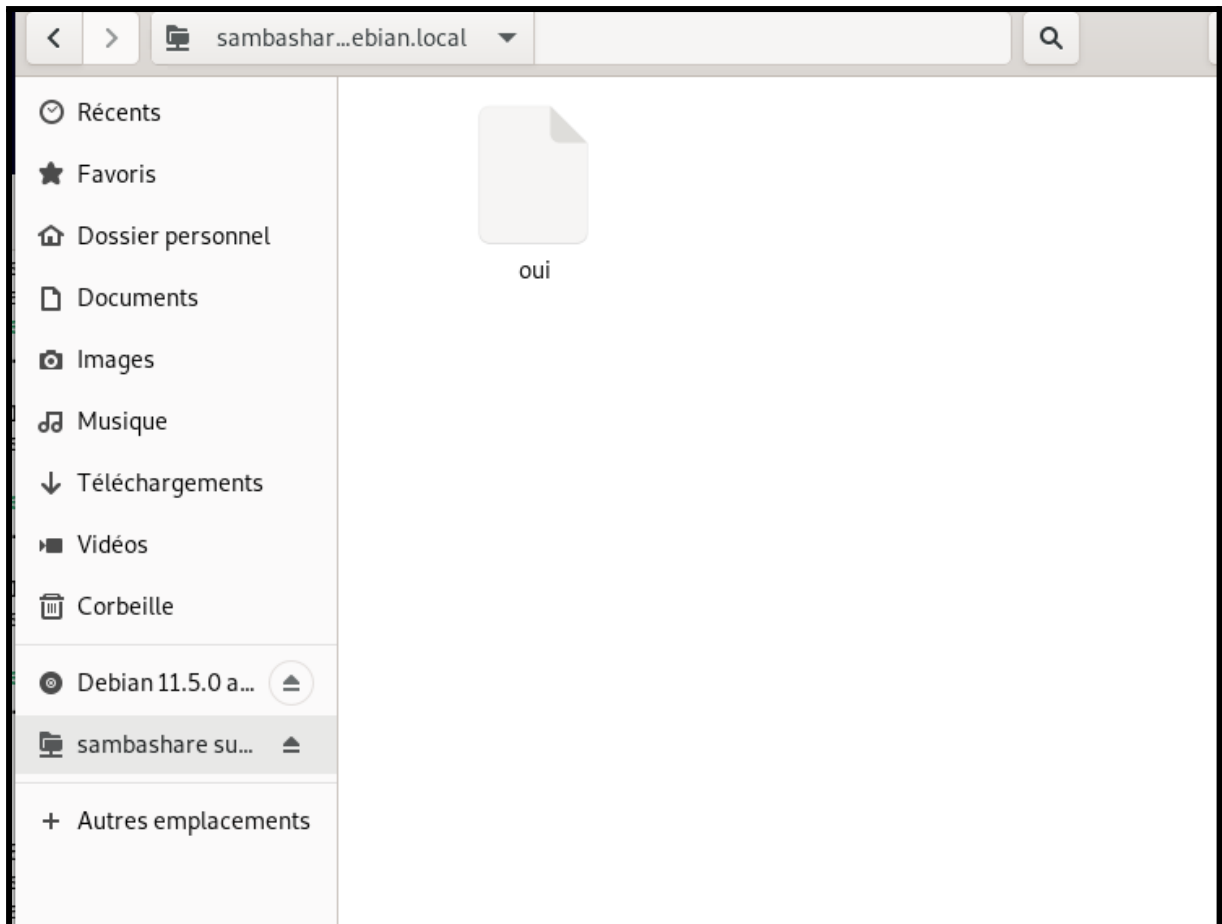 sambashar...ebian.local
Récents
Favoris
Dossier personnel
Documents
Images
Musique
Téléchargements
Vidéos
Corbeille
Debian 11.5.0 a...
sambashare su...
Autres emplacements
oui